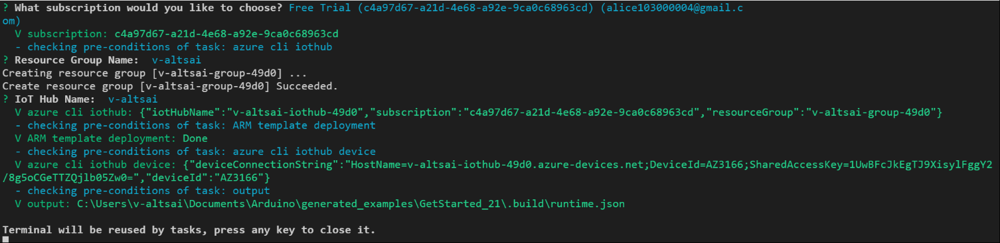 ? What subscription would you like to choose? Free Trial (c4a97d67-a21d-4e68-a92e-9ca0c68963cd) (alice103000004@gmail.c
om)
V subscription: c4a97d67-a21d-4e68-a92e-9ca0c68963cd
- checking pre-conditions of task: azure cli iothub
? Resource Group Name: v-altsai
Creating resource group [v-altsai-group-49d0] ...
Create resource group [v-altsai-group-49d0] Succeeded.
? IoT Hub Name: v-altsai
V azure cli iothub: {"iotHubName":"v-altsai-iothub-49d0","subscription":"c4a97d67-a21d-4e68-a92e-9ca0c68963cd","resourceGroup":"v-altsai-group-49d0"}
- checking pre-conditions of task: ARM template deployment
V ARM template deployment: Done
- checking pre-conditions of task: azure cli iothub device
V azure cli iothub device: {"deviceConnectionString":"HostName=v-altsai-iothub-49d0.azure-devices.net;DeviceId=AZ3166;SharedAccessKey=1UwBFcJkEgTJ9XisylFggY2
/8g5oCGeTTZQjlb05Zw0=","deviceId":"AZ3166"}
- checking pre-conditions of task: output
V output: C:\Users\v-altsai\Documents\Arduino\generated_examples\GetStarted_21\.build\runtime.json
Terminal will be reused by tasks, press any key to close it.